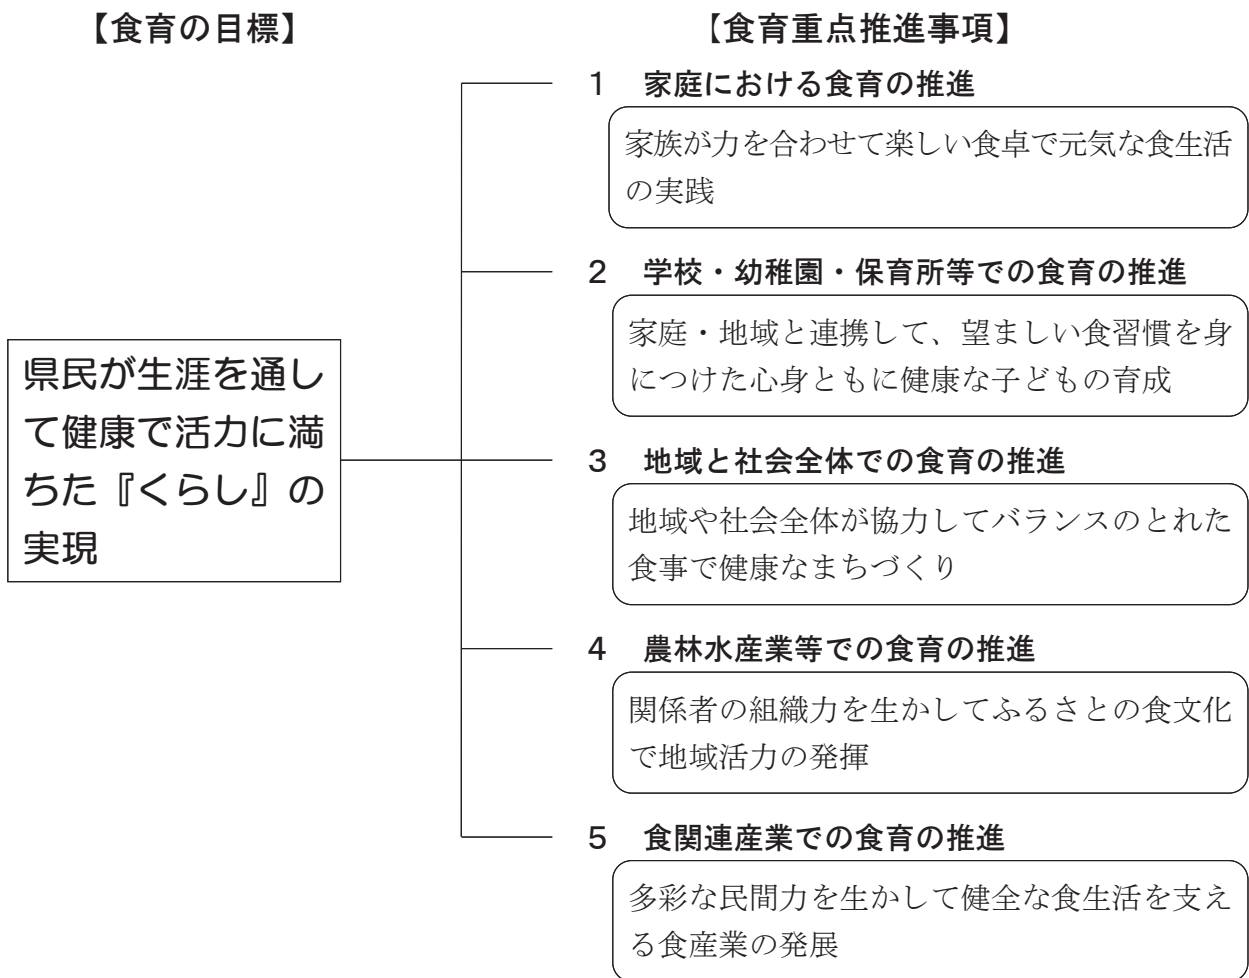 【食育の目標】
【食育重点推進事項】
県民が生涯を通し
て健康で活力に満
ちた『くらし』の
実現
1 家庭における食育の推進
家族が力を合わせて楽しい食卓で元気な食生活
の実践
2 学校・幼稚園・保育所等での食育の推進
家庭・地域と連携して、望ましい食習慣を身
につけた心身ともに健康な子どもの育成
3 地域と社会全体での食育の推進
地域や社会全体が協力してバランスのとれた
食事で健康なまちづくり
4 農林水産業等での食育の推進
関係者の組織力を生かしてふるさとの食文化
で地域活力の発揮
5 食関連産業での食育の推進
多彩な民間力を生かして健全な食生活を支え
る食産業の発展